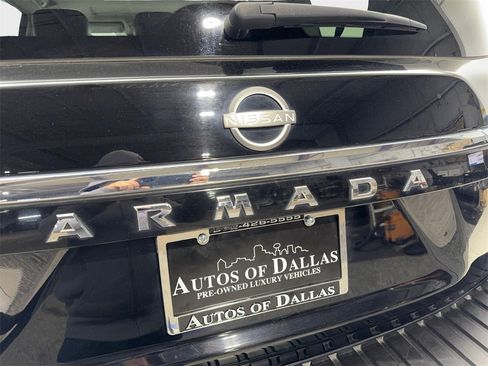 NISSAN
ARMADA
AUTOS OF DALLAS
PRE-OWNED LUXURY VEHICLES
AUTOS OF DALLAS